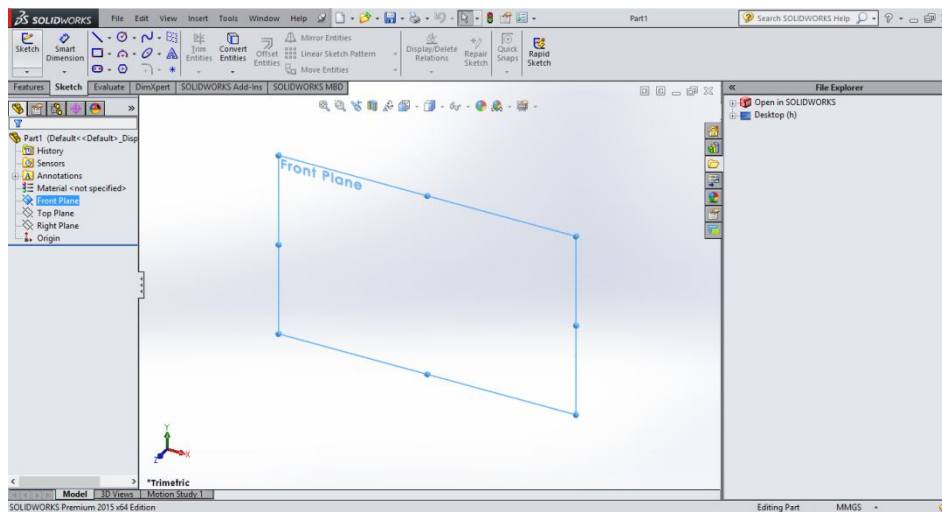 SOLIDWORKS File Edit View Insert Tools Window Help Part1 Search SOLIDWORKS Help
Sketch Smart Dimension Trim Entities Convert Entities Offset Entities Mirror Entities Linear Sketch Pattern Move Entities Display/Delete Relations Repair Sketch Quick Snaps Rapid Sketch
Features Sketch Evaluate DimXpert SOLIDWORKS Add-Ins SOLIDWORKS MBD
File Explorer
Open in SOLIDWORKS
Desktop (h)
Part1 (Default<<Default>_Disp
History
Sensors
Annotations
Material <not specified>
Front Plane
Top Plane
Right Plane
Origin
Front Plane
Y
X
Z
*Trimetric
Model 3D Views Motion Study 1
SOLIDWORKS Premium 2015 x64 Edition Editing Part MMGS